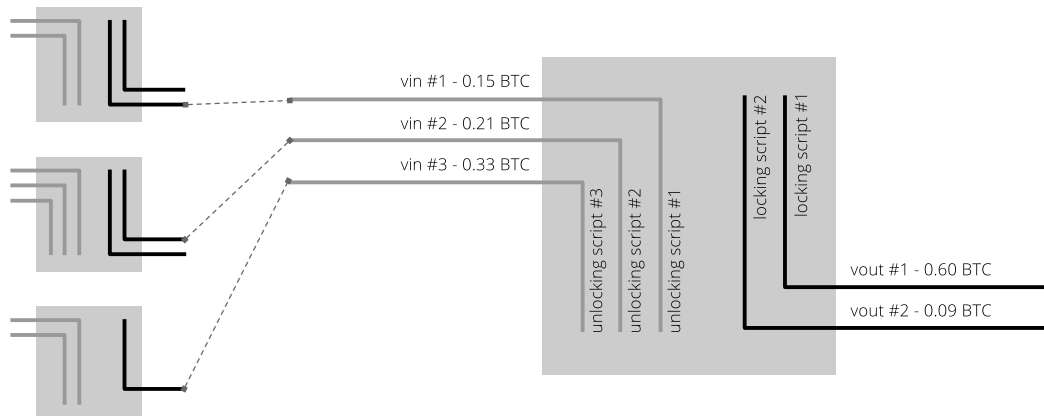 vin #1 - 0.15 BTC
vin #2 - 0.21 BTC
vin #3 - 0.33 BTC
unlocking script #3
unlocking script #2
unlocking script #1
locking script #2
locking script #1
vout #1 - 0.60 BTC
vout #2 - 0.09 BTC